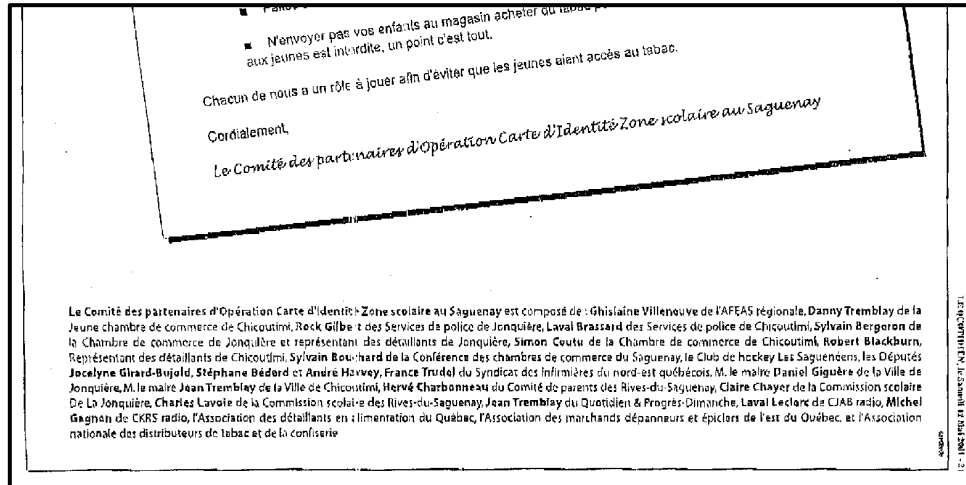 ■ N'envoyer pas vos enfants au magasin acheter du tabac
aux jeunes est interdite, un point c'est tout.
Chacun de nous a un rôle à jouer afin d'éviter que les jeunes aient accès au tabac.
Cordialement,
Le Comité des partenaires d'Opération Carte d'Identité Zone scolaire au Saguenay
Le Comité des partenaires d'Opération Carte d'Identité Zone scolaire au Saguenay est composé de : Ghislaine Villeneuve de l'AFEAS régionale, Danny Tremblay de la
Jeune chambre de commerce de Chicoutimi, Rock Gilbert des Services de police de Jonquière, Laval Brassard des Services de police de Chicoutimi, Sylvain Bergeron de
la Chambre de commerce de Jonquière et représentant des détaillants de Jonquière, Simon Coutu de la Chambre de commerce de Chicoutimi, Robert Blackburn,
Représentant des détaillants de Chicoutimi, Sylvain Bouchard de la Conférence des chambres de commerce du Saguenay, le Club de hockey Les Saguenéens, les Députés
Jocelyne Girard-Bujold, Stéphane Bédard et André Harvey, France Trudel du Syndicat des infirmières du nord-est québécois, M. le maire Daniel Giguère de la Ville de
Jonquière, M. le maire Jean Tremblay de la Ville de Chicoutimi, Hervé Charbonneau du Comité de parents des Rives-du-Saguenay, Claire Chayer de la Commission scolaire
De La Jonquière, Charles Lavoie de la Commission scolaire des Rives-du-Saguenay, Jean Tremblay du Quotidien & Progrès-Dimanche, Laval Leclerc de CJAB radio, Michel
Gagnon de CKRS radio, l'Association des détaillants en alimentation du Québec, l'Association des marchands dépanneurs et épiciers de l'est du Québec, et l'Association
nationale des distributeurs de tabac et de la confiserie
LE QUOTIDIEN, le Samedi 12 Mai 2001 - 21